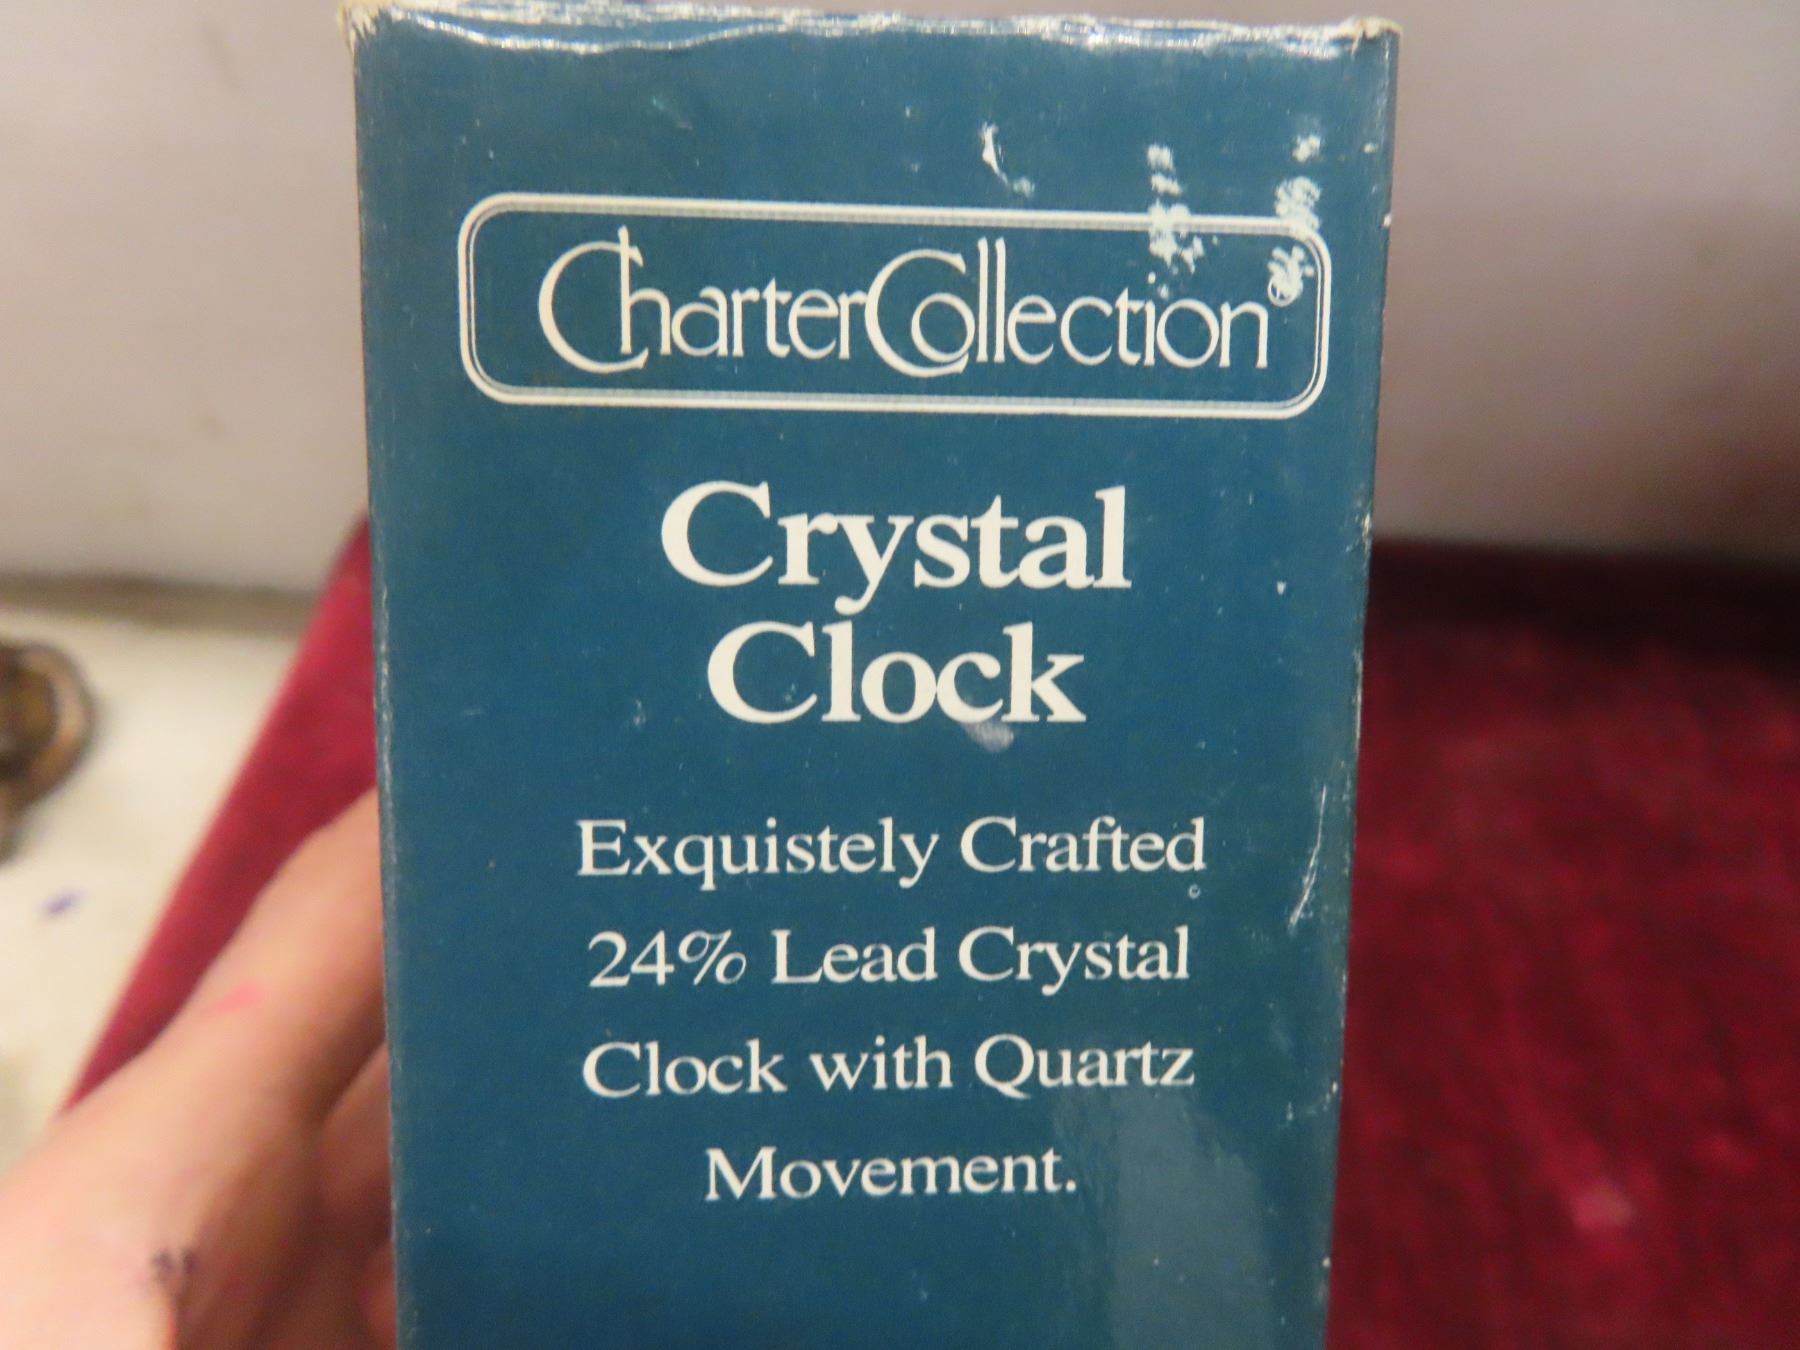 CharterCollection®
Crystal
Clock
Exquistely Crafted
24% Lead Crystal
Clock with Quartz
Movement.